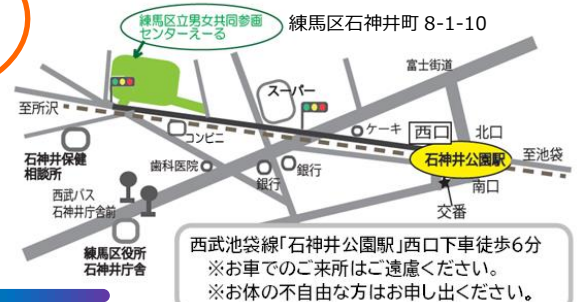 練馬区立男女共同参画
センターえーる
練馬区石神井町 8-1-10
富士街道
至所沢
スーパー
コンビニ
ケーキ
西口
北口
石神井公園駅
至池袋
石神井保健
相談所
歯科医院
銀行
銀行
南口
交番
西武バス
石神井庁舎前
練馬区役所
石神井庁舎
西武池袋線「石神井公園駅」西口下車徒歩6分
※お車でのご来所はご遠慮ください。
※お体の不自由な方はお申し出ください。